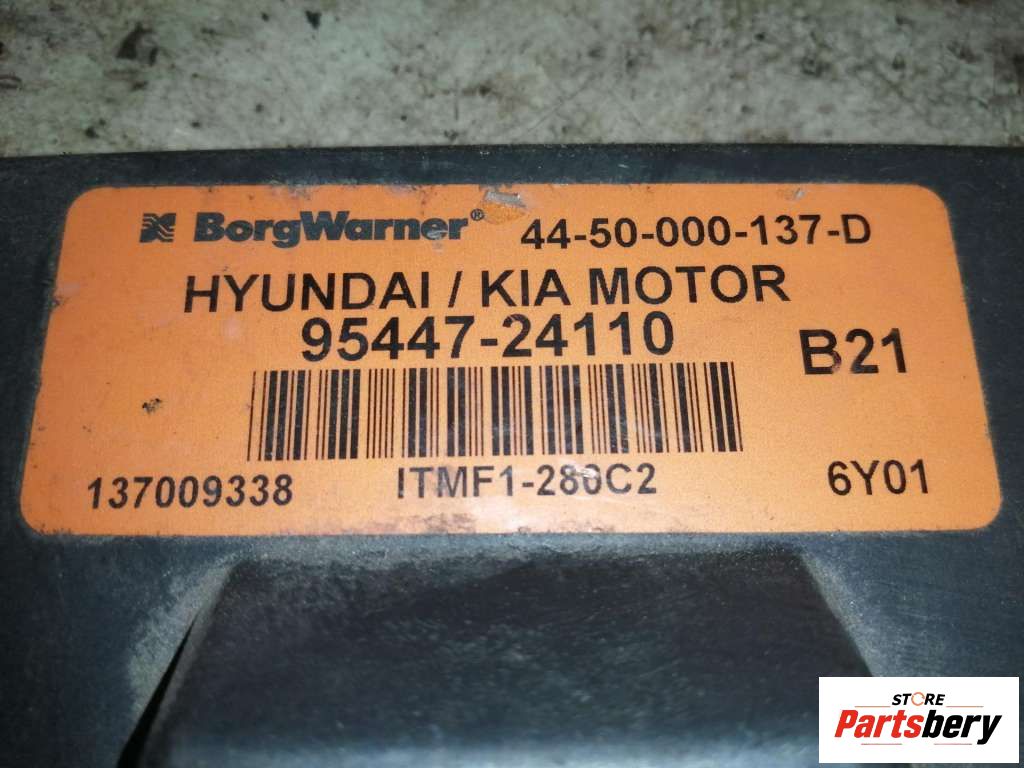 BorgWarner® 44-50-000-137-D
HYUNDAI / KIA MOTOR
95447-24110
B21
137009338 ITMF1-280C2 6Y01
STORE
Partsbery